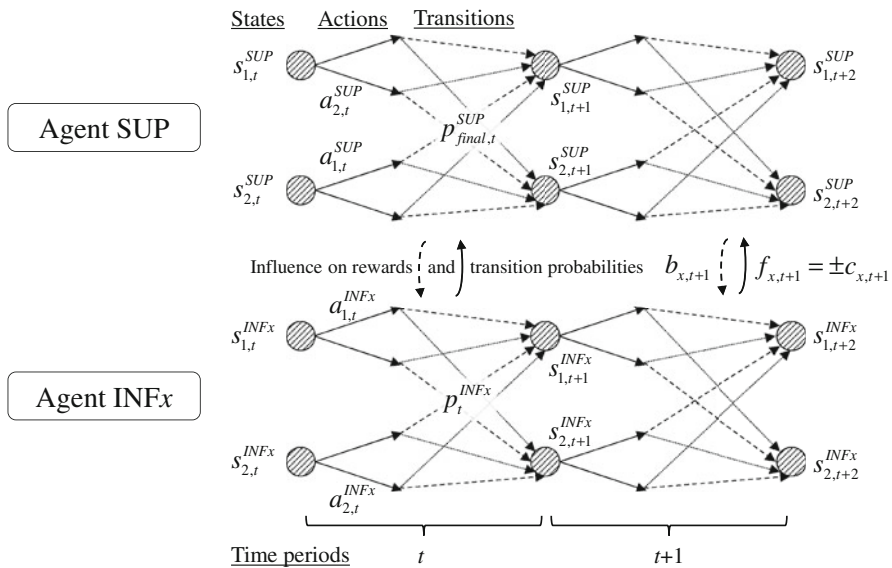 States Actions Transitions
s_{1,t}^{SUP} s_{1,t+1}^{SUP} s_{1,t+2}^{SUP}
a_{2,t}^{SUP}
Agent SUP p_{final,t}^{SUP}
a_{1,t}^{SUP} s_{2,t+1}^{SUP}
s_{2,t}^{SUP} s_{2,t+2}^{SUP}
Influence on rewards and transition probabilities b_{x,t+1} f_{x,t+1} = ±c_{x,t+1}
a_{1,t}^{INFx}
s_{1,t}^{INFx} s_{1,t+1}^{INFx} s_{1,t+2}^{INFx}
Agent INFx p_t^{INFx}
s_{2,t+1}^{INFx}
s_{2,t}^{INFx} s_{2,t+2}^{INFx}
a_{2,t}^{INFx}
Time periods t t+1